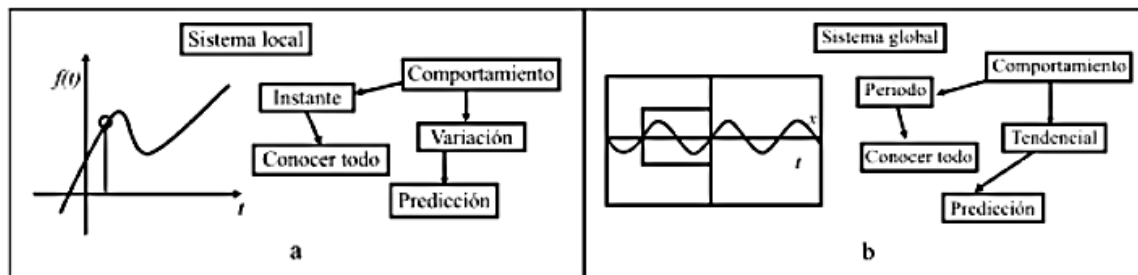 Sistema local
f(t)
Comportamiento
Instante
Variación
Conocer todo
Predicción
t
a
Sistema global
Comportamiento
Periodo
x
Tendencial
t
Conocer todo
Predicción
b